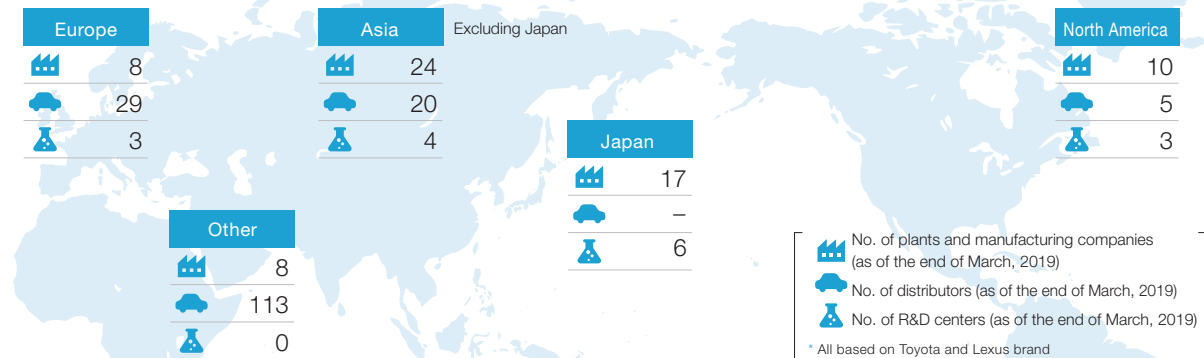 Europe
8
29
3
Asia
Excluding Japan
24
20
4
Japan
17
–
6
North America
10
5
3
Other
8
113
0
No. of plants and manufacturing companies
(as of the end of March, 2019)
No. of distributors (as of the end of March, 2019)
No. of R&D centers (as of the end of March, 2019)
* All based on Toyota and Lexus brand